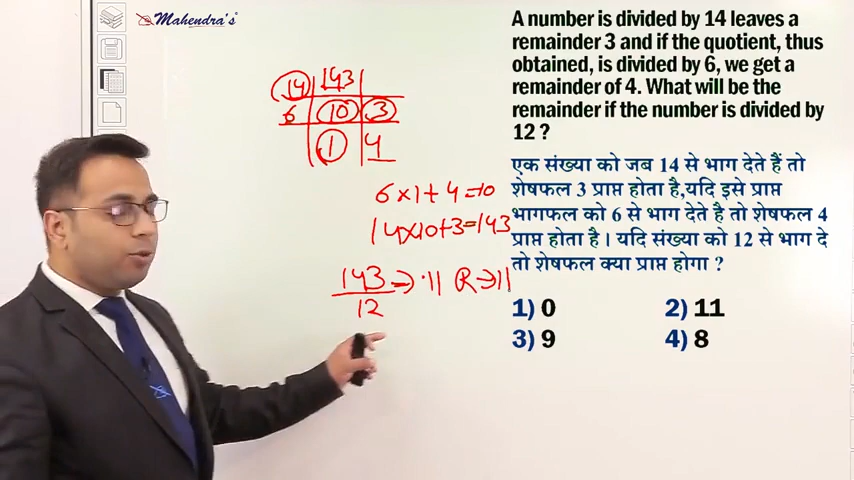 Mahendra's
A number is divided by 14 leaves a
remainder 3 and if the quotient, thus
obtained, is divided by 6, we get a
remainder of 4. What will be the
remainder if the number is divided by
12 ?
एक संख्या को जब 14 से भाग देते हैं तो
शेषफल 3 प्राप्त होता है,यदि इसे प्राप्त
भागफल को 6 से भाग देते है तो शेषफल 4
प्राप्त होता है । यदि संख्या को 12 से भाग दे
तो शेषफल क्या प्राप्त होगा ?
1) 0 2) 11
3) 9 4) 8
14 143
6 10 3
1 4
6×1+4=10
14×10+3=143
143/12 ⇒ 11 R→11